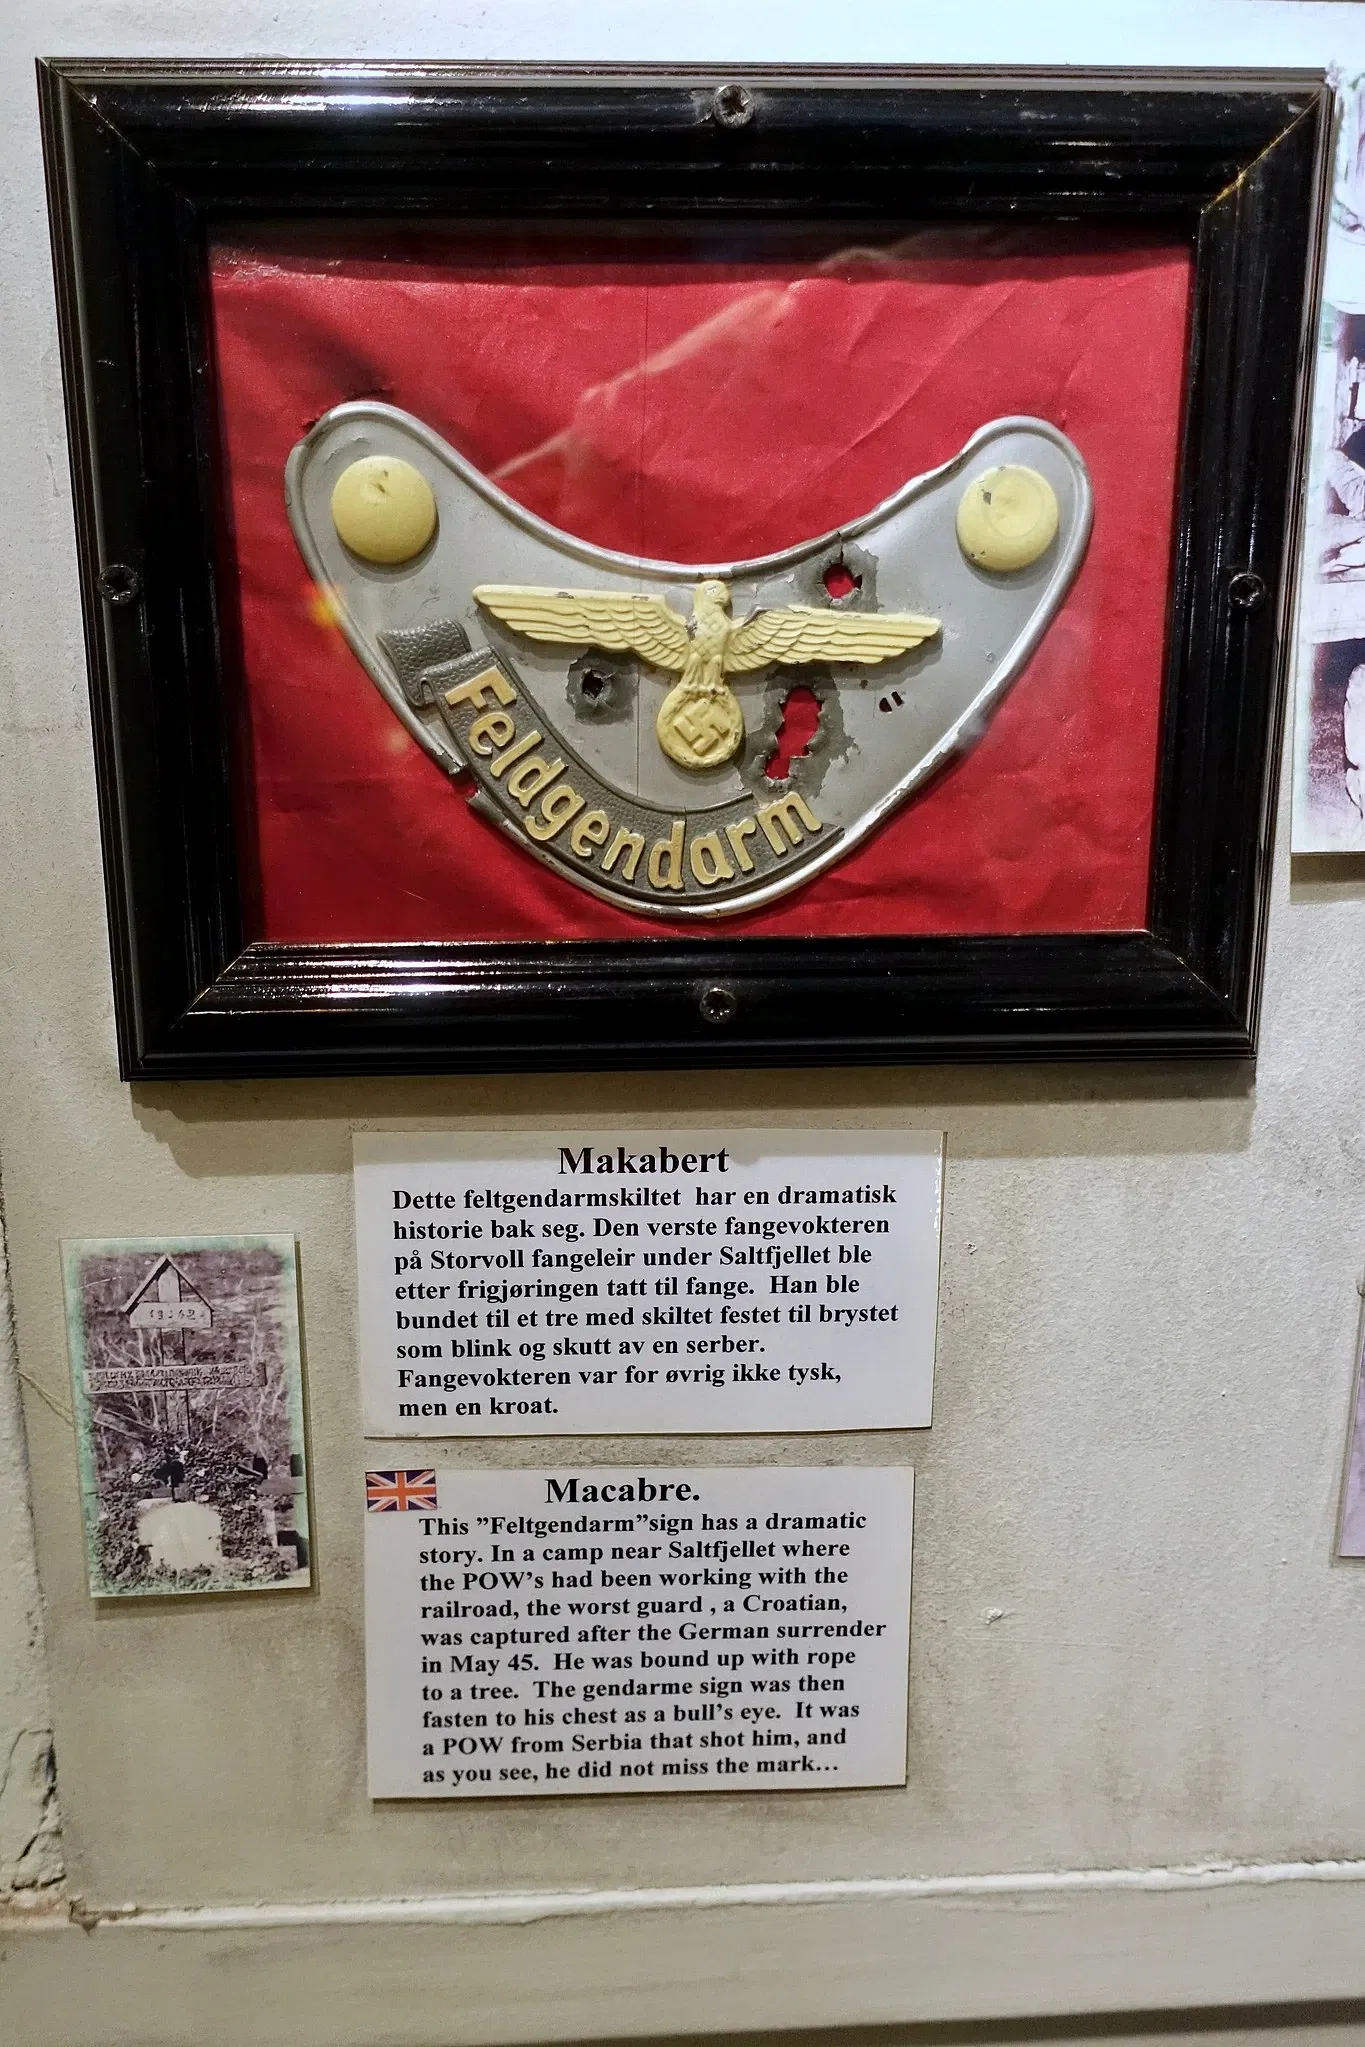 Feldgendarm
Makabert
Dette feltgendarmskiltet har en dramatisk
historie bak seg. Den verste fangevokteren
på Storvoll fangeleir under Saltfjellet ble
etter frigjøringen tatt til fange. Han ble
bundet til et tre med skiltet festet til brystet
som blink og skutt av en serber.
Fangevokteren var for øvrig ikke tysk,
men en kroat.
Macabre.
This ”Feltgendarm”sign has a dramatic
story. In a camp near Saltfjellet where
the POW’s had been working with the
railroad, the worst guard , a Croatian,
was captured after the German surrender
in May 45. He was bound up with rope
to a tree. The gendarme sign was then
fasten to his chest as a bull’s eye. It was
a POW from Serbia that shot him, and
as you see, he did not miss the mark…